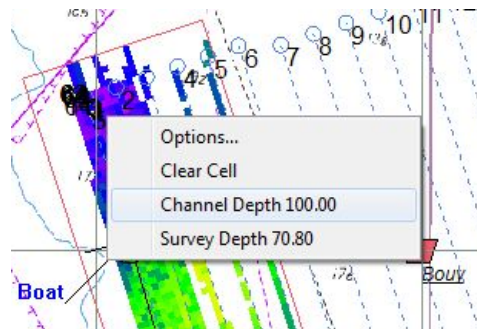 10
9
8
7
6
5
4
2
Options...
Clear Cell
Channel Depth 100.00
Survey Depth 70.80
Boat
Bouy